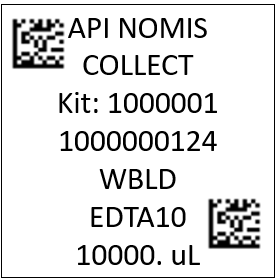 API NOMIS
COLLECT
Kit: 1000001
1000000124
WBLD
EDTA10
10000. uL